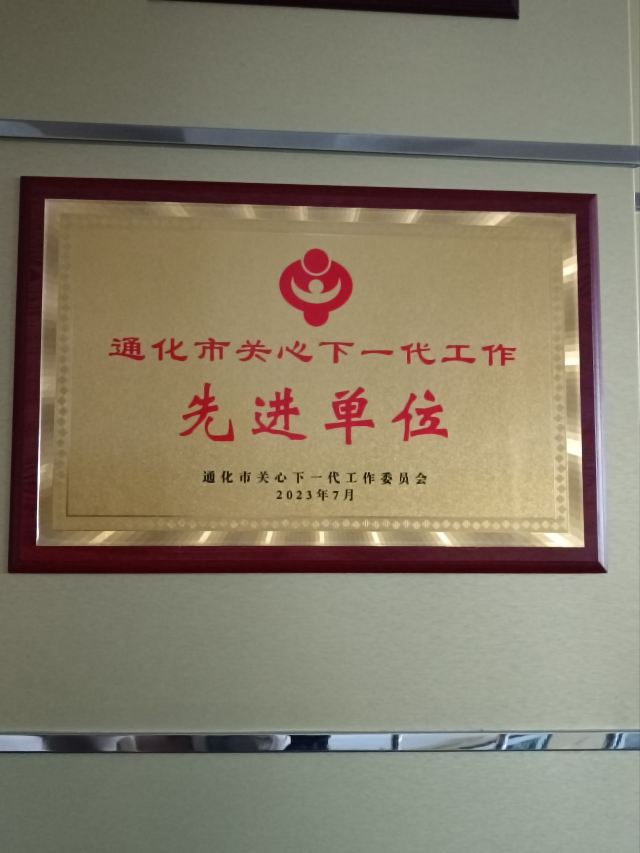 通化市关心下一代工作
先进单位
通化市关心下一代工作委员会
2023年7月